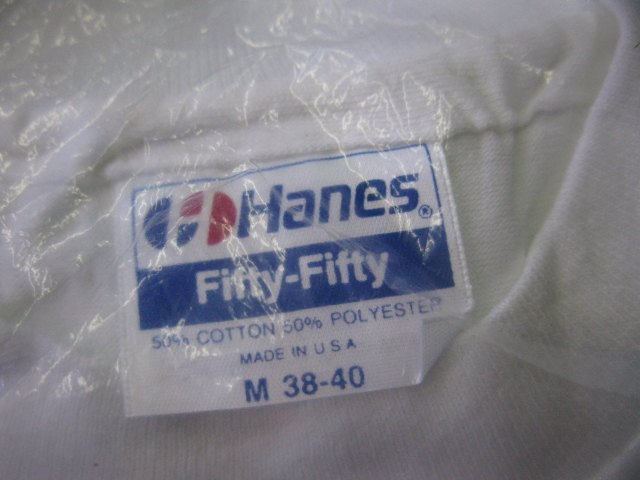 Hanes®
Fifty-Fifty
50% COTTON 50% POLYESTER
MADE IN U S A
M 38-40